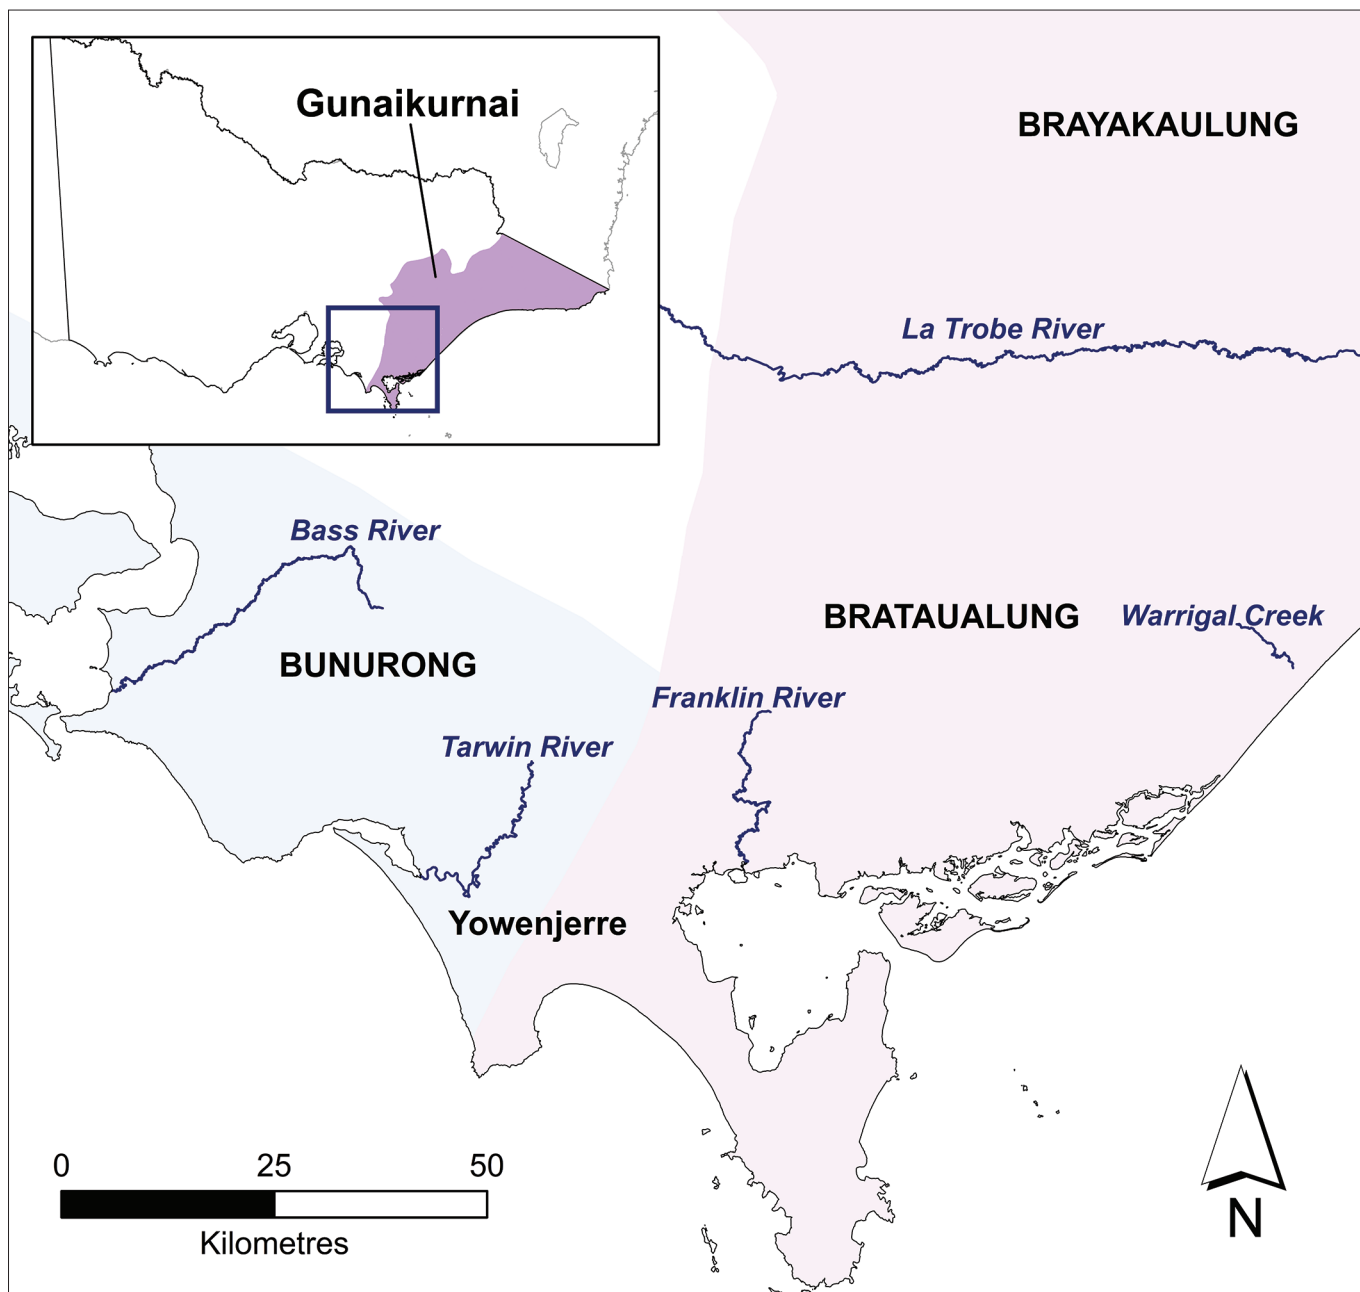 Gunaikurnai
BRAYAKAULUNG
La Trobe River
Bass River
BRATAUALUNG
Warrigal Creek
BUNURONG
Franklin River
Tarwin River
Yowenjerre
0 25 50
Kilometres
N